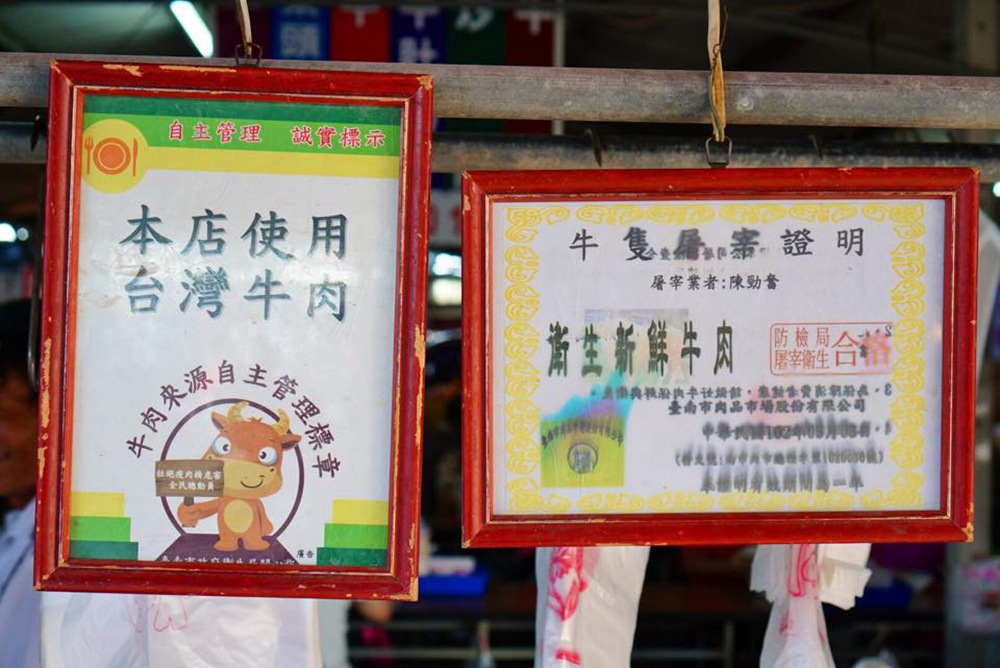 自主管理 誠實標示
本店使用
台灣牛肉
牛肉來源自主管理標章
杜絕瘦肉精危害
全民總動員
廣告
牛隻屠宰證明
屠宰業者:陳勁奮
衛生新鮮牛肉
防檢局
屠宰衛生
合格
臺南市肉品市場股份有限公司